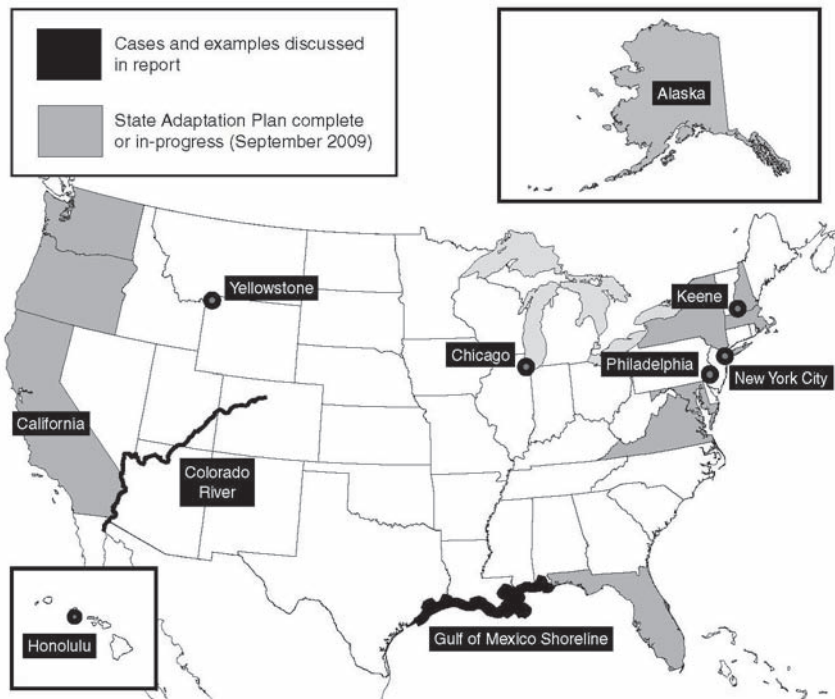 Cases and examples discussed
in report
State Adaptation Plan complete
or in-progress (September 2009)
Alaska
Yellowstone
Keene
Chicago
Philadelphia
New York City
California
Colorado
River
Honolulu
Gulf of Mexico Shoreline